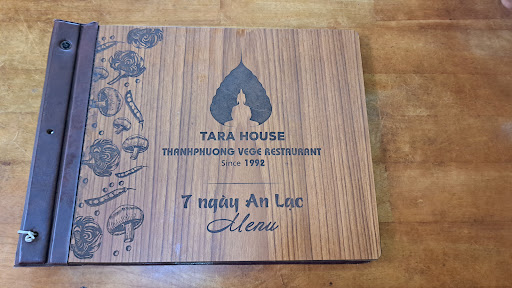 TARA HOUSE
THANHPHUONG VEGE RESTRURANT
Since 1992
7 ngày An Lạc
Menu